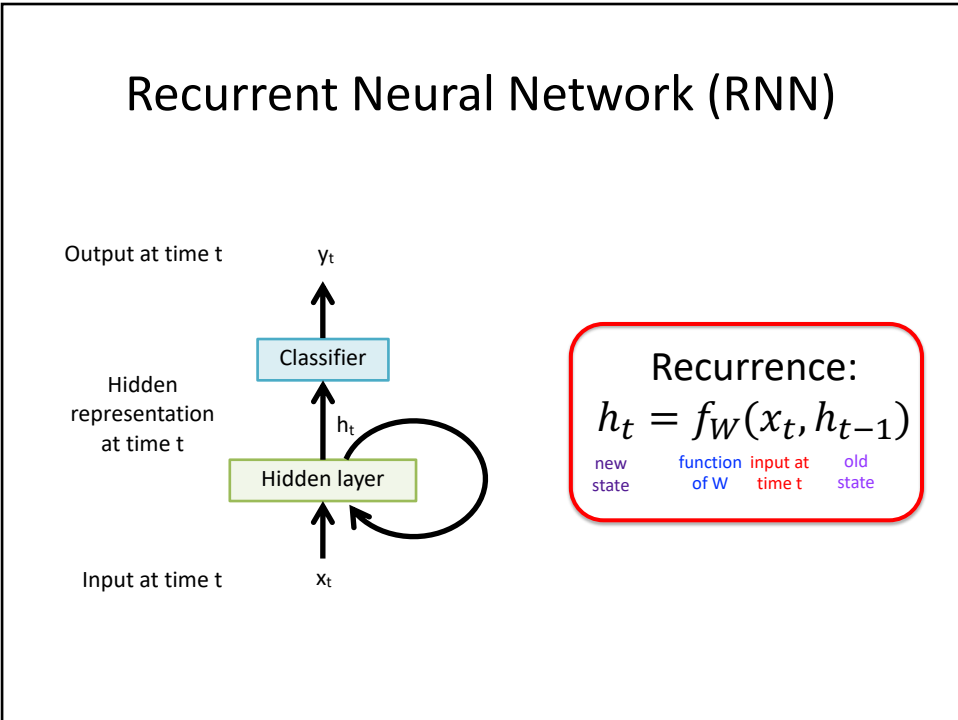 Recurrent Neural Network (RNN)
Output at time t
yₜ
Classifier
Hidden
representation
at time t
hₜ
Hidden layer
Input at time t
xₜ
Recurrence:
hₜ = f_W(xₜ, hₜ₋₁)
new
state
function
of W
input at
time t
old
state